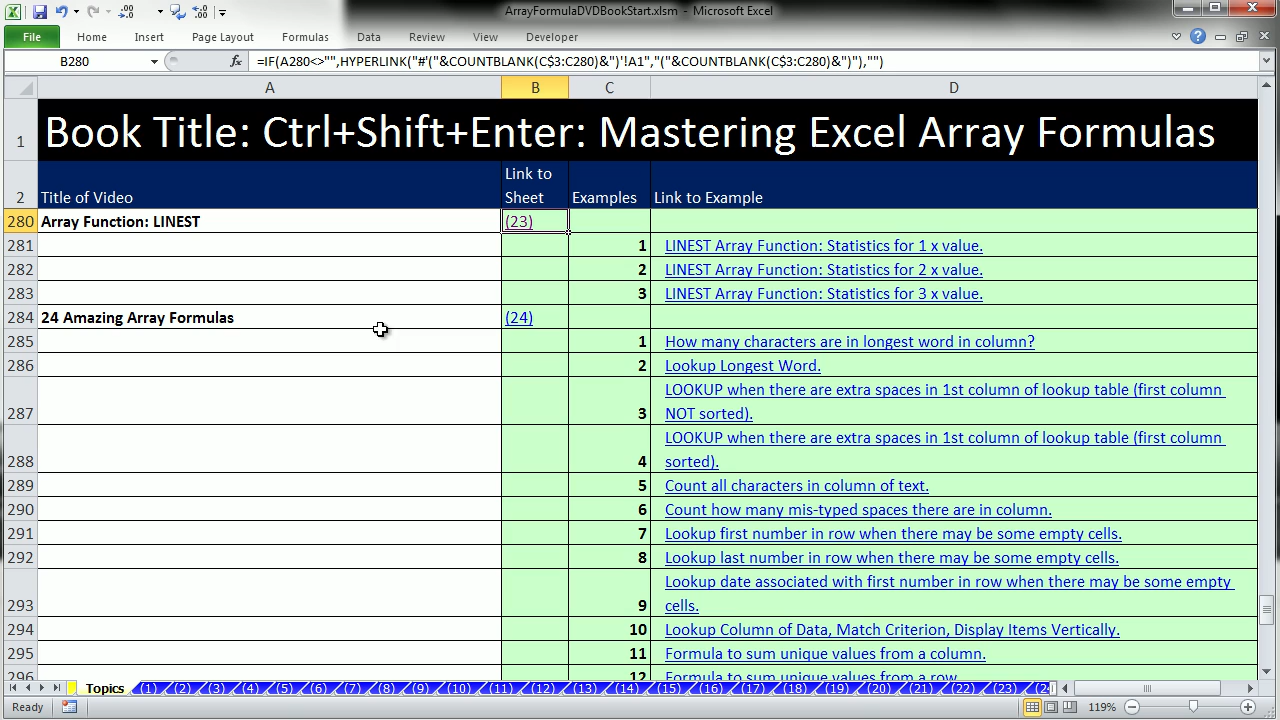 ArrayFormulaDVDBookStart.xlsm - Microsoft Excel
File Home Insert Page Layout Formulas Data Review View Developer
B280 fx =IF(A280<>"",HYPERLINK("#'("&COUNTBLANK(C$3:C280)&")'!A1","("&COUNTBLANK(C$3:C280)&")"),"")
A B C D
1 Book Title: Ctrl+Shift+Enter: Mastering Excel Array Formulas
Link to
2 Title of Video Sheet Examples Link to Example
280 Array Function: LINEST (23)
281 1 LINEST Array Function: Statistics for 1 x value.
282 2 LINEST Array Function: Statistics for 2 x value.
283 3 LINEST Array Function: Statistics for 3 x value.
284 24 Amazing Array Formulas (24)
285 1 How many characters are in longest word in column?
286 2 Lookup Longest Word.
LOOKUP when there are extra spaces in 1st column of lookup table (first column
287 3 NOT sorted).
LOOKUP when there are extra spaces in 1st column of lookup table (first column
288 4 sorted).
289 5 Count all characters in column of text.
290 6 Count how many mis-typed spaces there are in column.
291 7 Lookup first number in row when there may be some empty cells.
292 8 Lookup last number in row when there may be some empty cells.
Lookup date associated with first number in row when there may be some empty
293 9 cells.
294 10 Lookup Column of Data, Match Criterion, Display Items Vertically.
295 11 Formula to sum unique values from a column.
296 12 Formula to sum unique values from a row.
Topics (1) (2) (3) (4) (5) (6) (7) (8) (9) (10) (11) (12) (13) (14) (15) (16) (17) (18) (19) (20) (21) (22) (23) (24
Ready 119%